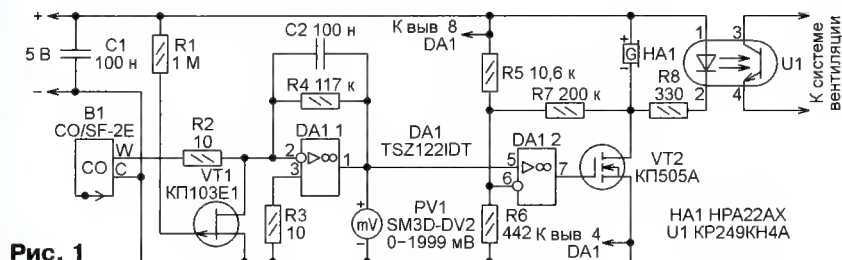 +
5 В
−
C1
100 н
R1
1 М
B1
CO/SF-2E
CO
W
C
R2
10
VT1
КП103Е1
C2 100 н
R4 117 к
DA1.1
▷∞
2
3
1
R3
10
DA1
TSZ122IDT
PV1
SM3D-DV2
0–1999 мВ
+
mV
−
К выв 8
DA1
R5 10,6 к
R7 200 к
DA1.2
▷∞
5
6
7
R6
442
К выв 4
DA1
+
G
−
HA1
R8
330
VT2
КП505А
1
2
3
4
U1
К системе
вентиляции
HA1 HPA22AX
U1 КР249КН4А
Рис. 1